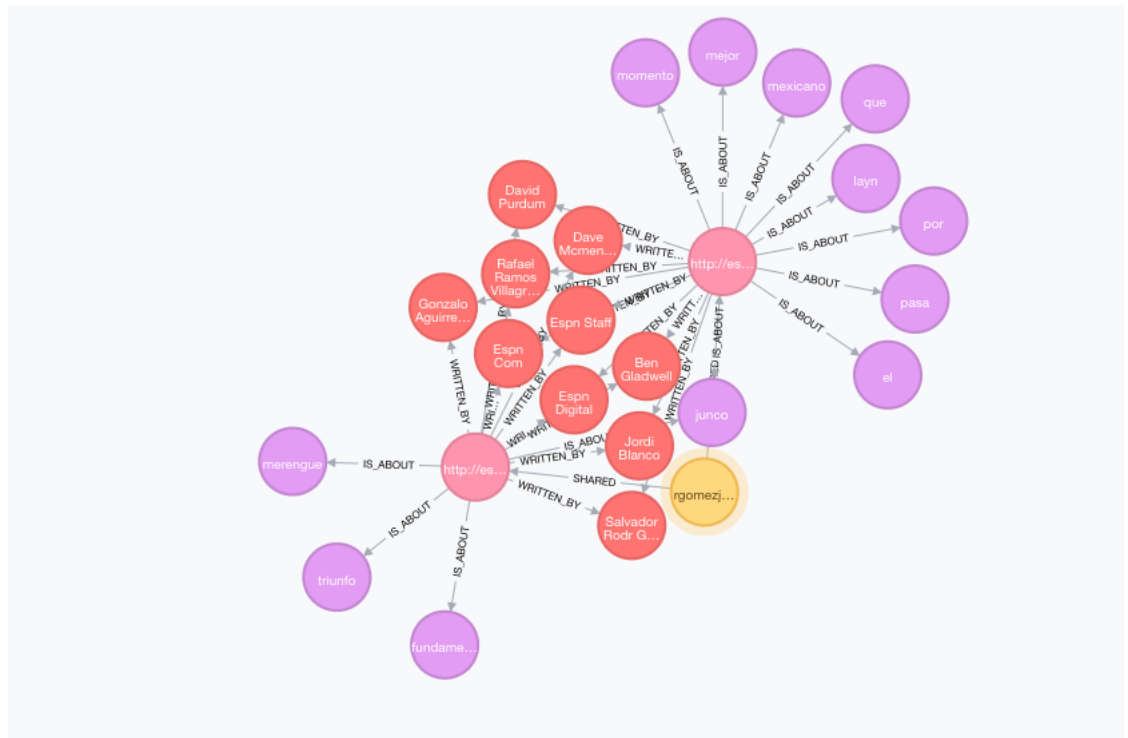 mejor
momento
mexicano
que
IS_ABOUT
IS_ABOUT
IS_ABOUT
IS_ABOUT
layn
David
Purdum
IS_ABOUT
por
Dave
Mcmen...
WRITTE...
IS_ABOUT
http://es...
Rafael
Ramos
Villagr...
WRITTEN_BY
IS_ABOUT
pasa
Gonzalo
Aguirre...
Espn Staff
IS_ABOUT
Espn
Com
Ben
Gladwell
el
WRITTEN_BY
WRITTEN_BY
Espn
Digital
junco
Jordi
Blanco
merengue
IS_ABOUT
http://es...
WRITTEN_BY
SHARED
rgomezj...
WRITTEN_BY
Salvador
Rodr G...
IS_ABOUT
IS_ABOUT
triunfo
fundame...